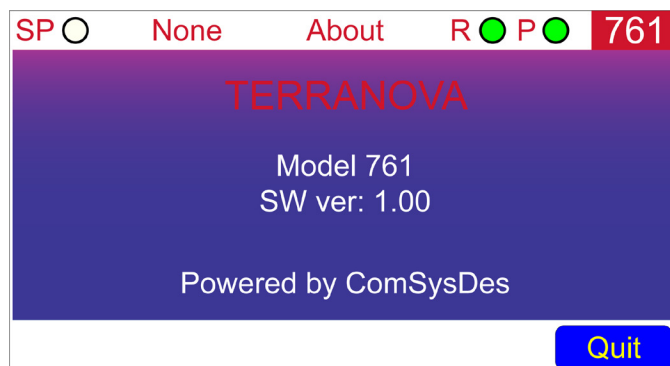 SP None About R P 761
TERRANOVA
Model 761
SW ver: 1.00
Powered by ComSysDes
Quit